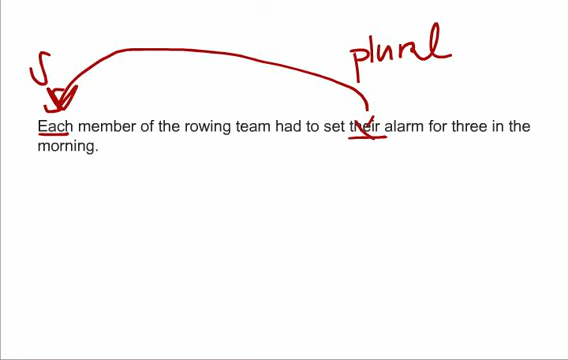 S
plural
Each member of the rowing team had to set their alarm for three in the
morning.